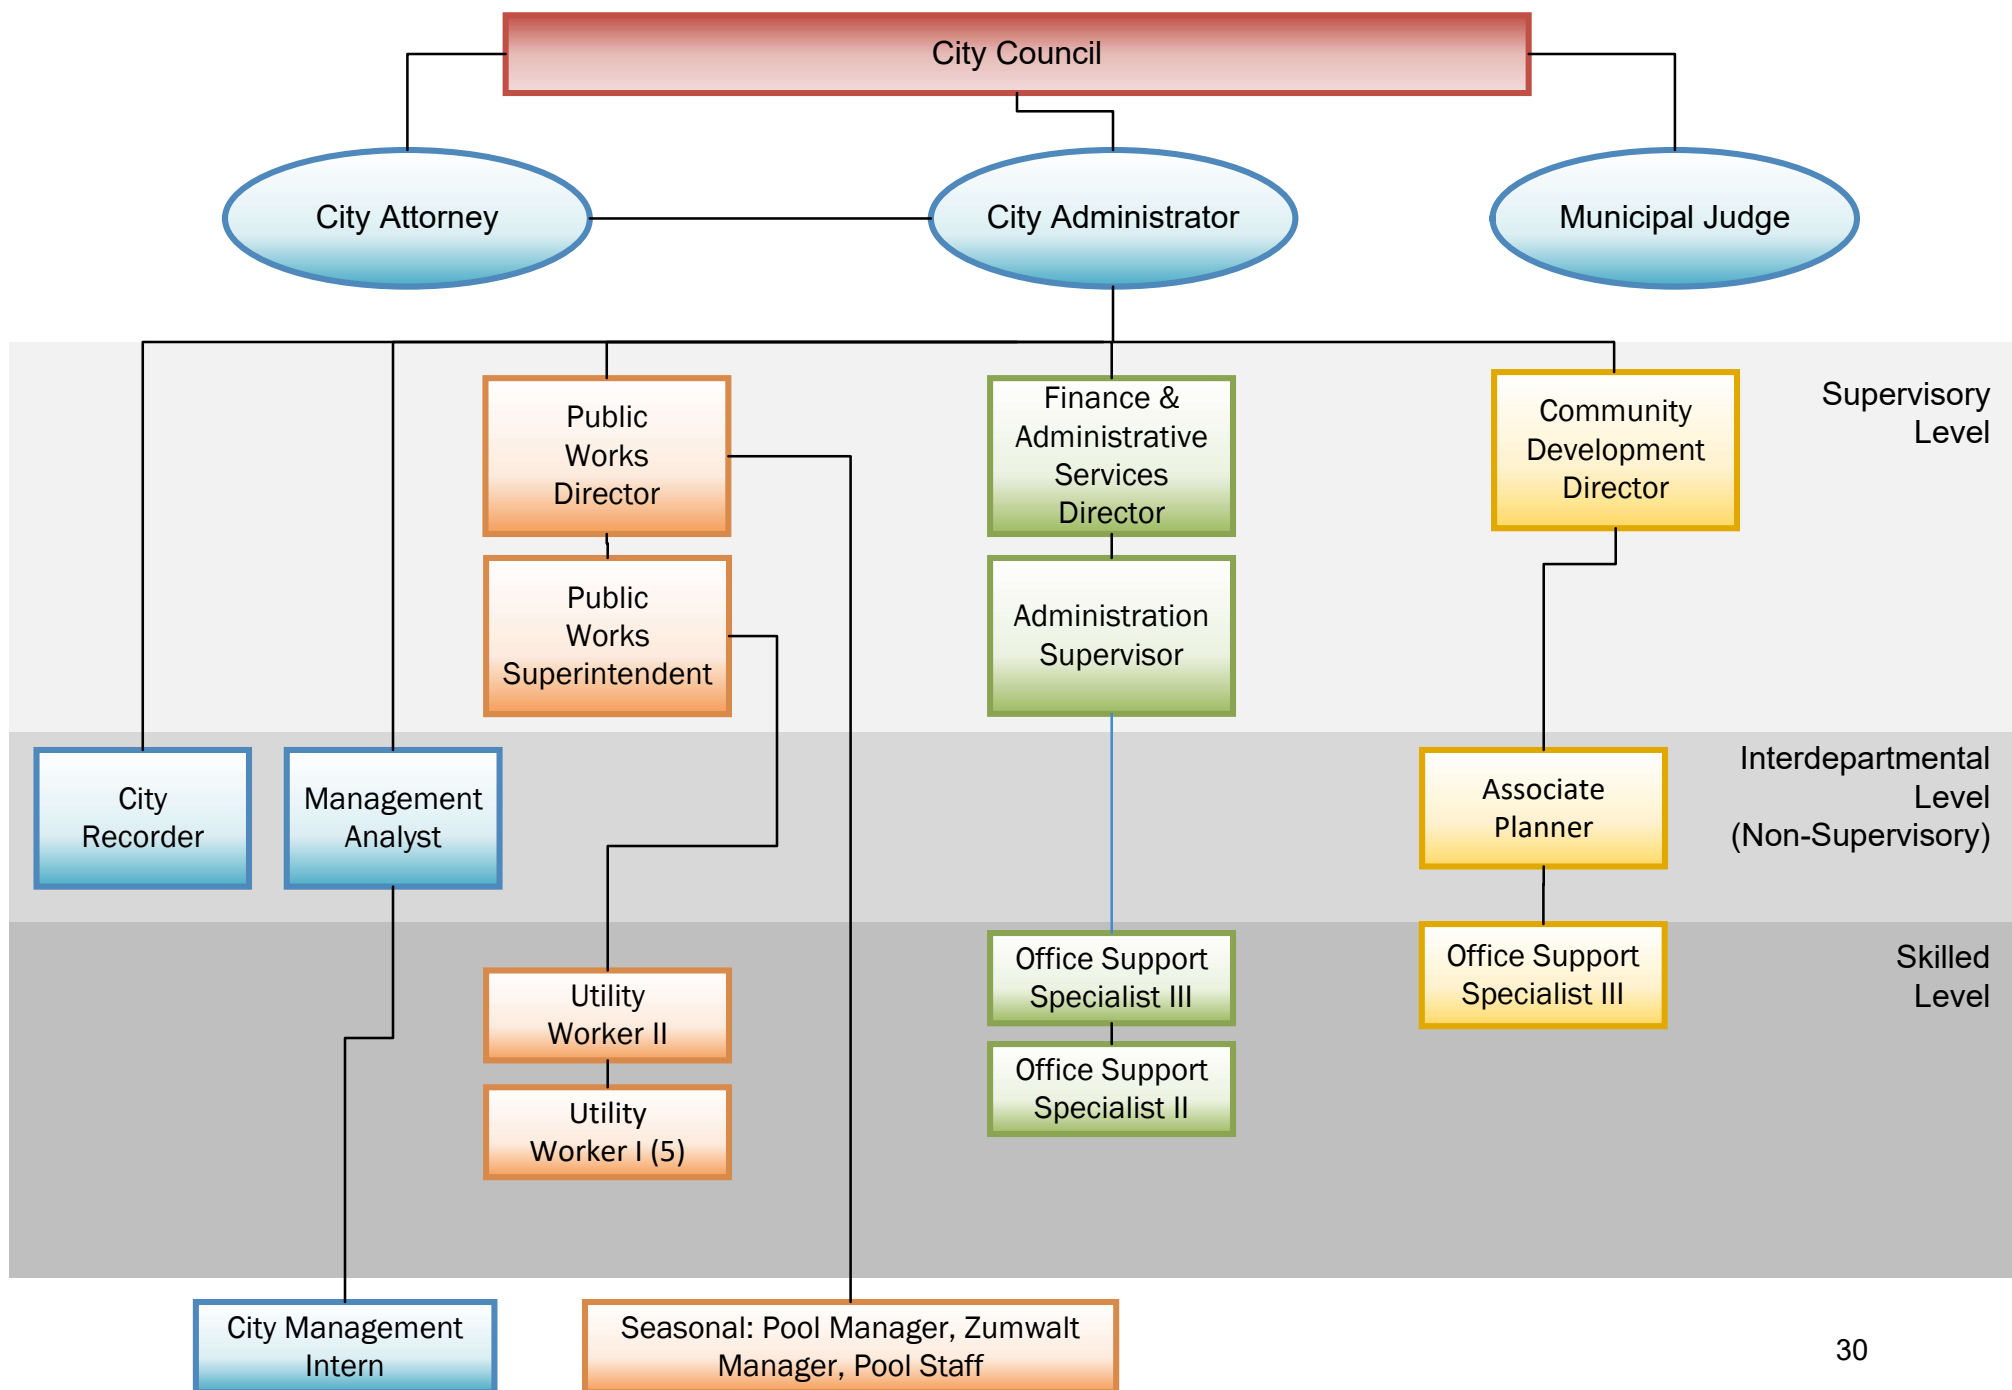 City Council
City Attorney
City Administrator
Municipal Judge
Public
Works
Director
Finance &
Administrative
Services
Director
Community
Development
Director
Supervisory
Level
Public
Works
Superintendent
Administration
Supervisor
City
Recorder
Management
Analyst
Associate
Planner
Interdepartmental
Level
(Non-Supervisory)
Utility
Worker II
Office Support
Specialist III
Office Support
Specialist III
Skilled
Level
Utility
Worker I (5)
Office Support
Specialist II
City Management
Intern
Seasonal: Pool Manager, Zumwalt
Manager, Pool Staff
30